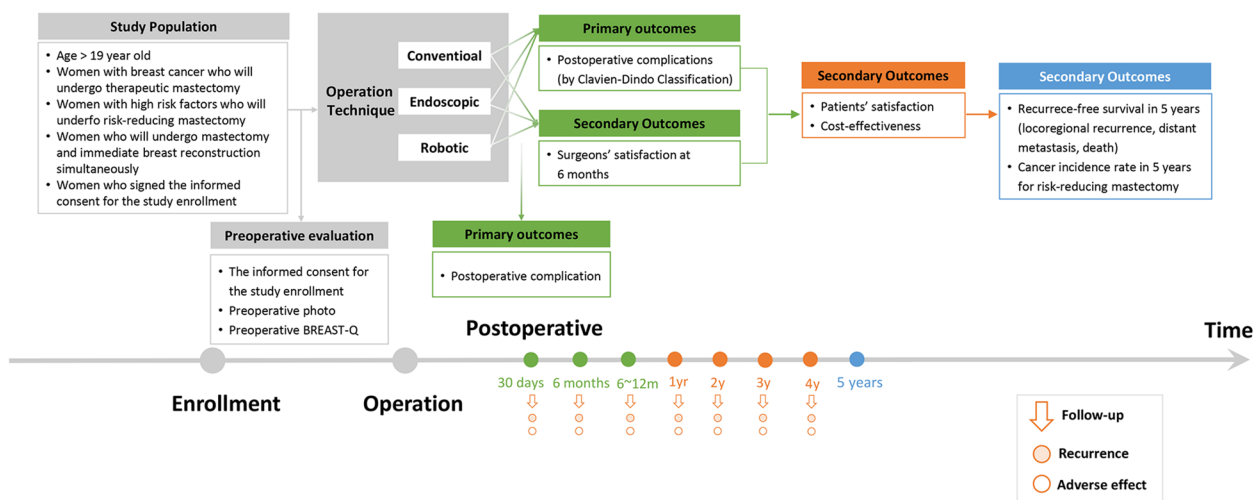 Study Population
• Age > 19 year old
• Women with breast cancer who will
undergo therapeutic mastectomy
• Women with high risk factors who will
underfo risk-reducing mastectomy
• Women who will undergo mastectomy
and immediate breast reconstruction
simultaneously
• Women who signed the informed
consent for the study enrollment
Operation
Technique
Conventional
Endoscopic
Robotic
Primary outcomes
• Postoperative complications
(by Clavien-Dindo Classification)
Secondary Outcomes
• Surgeons' satisfaction at
6 months
Secondary Outcomes
• Patients' satisfaction
• Cost-effectiveness
Secondary Outcomes
• Recurrece-free survival in 5 years
(locoregional recurrence, distant
metastasis, death)
• Cancer incidence rate in 5 years
for risk-reducing mastectomy
Preoperative evaluation
• The informed consent for
the study enrollment
• Preoperative photo
• Preoperative BREAST-Q
Primary outcomes
• Postoperative complication
Postoperative
Time
30 days
6 months
6~12m
1yr
2y
3y
4y
5 years
Enrollment
Operation
Follow-up
Recurrence
Adverse effect